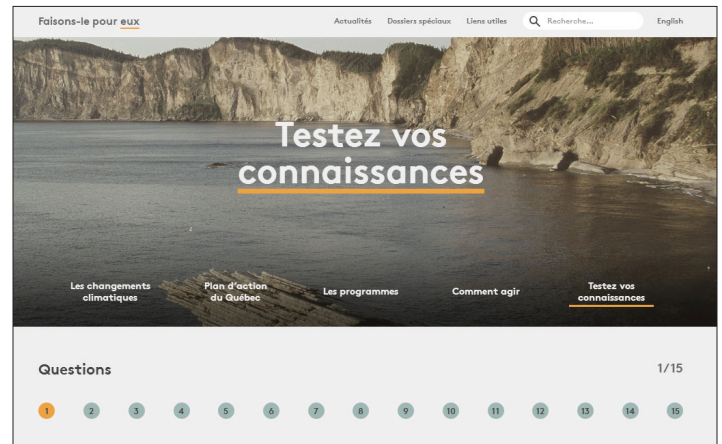 Faisons-le pour eux
Actualités Dossiers spéciaux Liens utiles Recherche... English
Testez vos
connaissances
Les changements
climatiques
Plan d'action
du Québec
Les programmes
Comment agir
Testez vos
connaissances
Questions 1/15
1 2 3 4 5 6 7 8 9 10 11 12 13 14 15